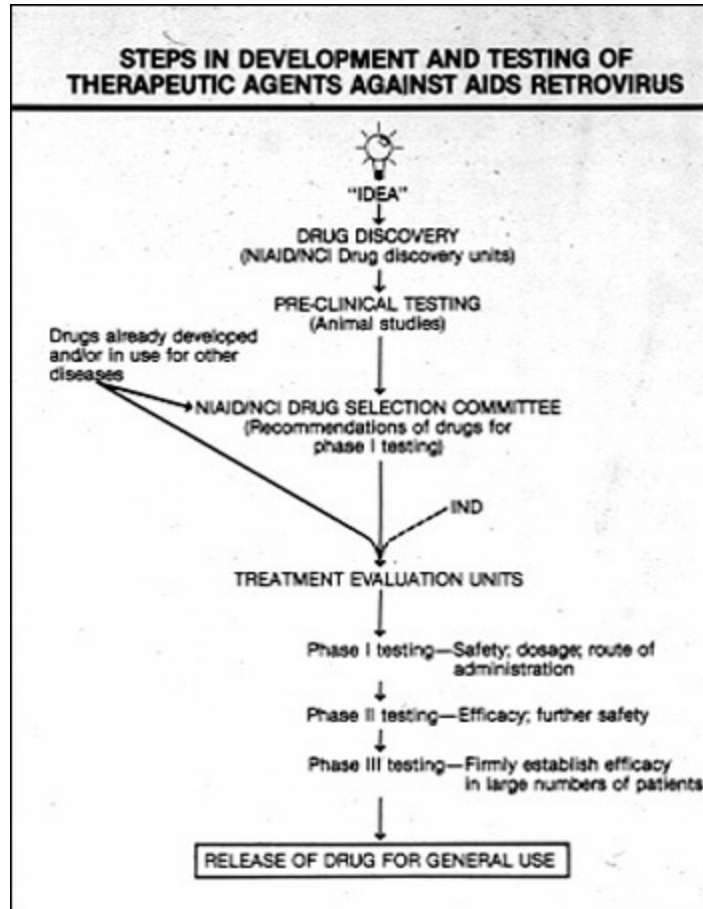 STEPS IN DEVELOPMENT AND TESTING OF
THERAPEUTIC AGENTS AGAINST AIDS RETROVIRUS
"IDEA"
DRUG DISCOVERY
(NIAID/NCI Drug discovery units)
PRE-CLINICAL TESTING
(Animal studies)
Drugs already developed
and/or in use for other
diseases
NIAID/NCI DRUG SELECTION COMMITTEE
(Recommendations of drugs for
phase I testing)
IND
TREATMENT EVALUATION UNITS
Phase I testing—Safety; dosage; route of
administration
Phase II testing—Efficacy; further safety
Phase III testing—Firmly establish efficacy
in large numbers of patients
RELEASE OF DRUG FOR GENERAL USE